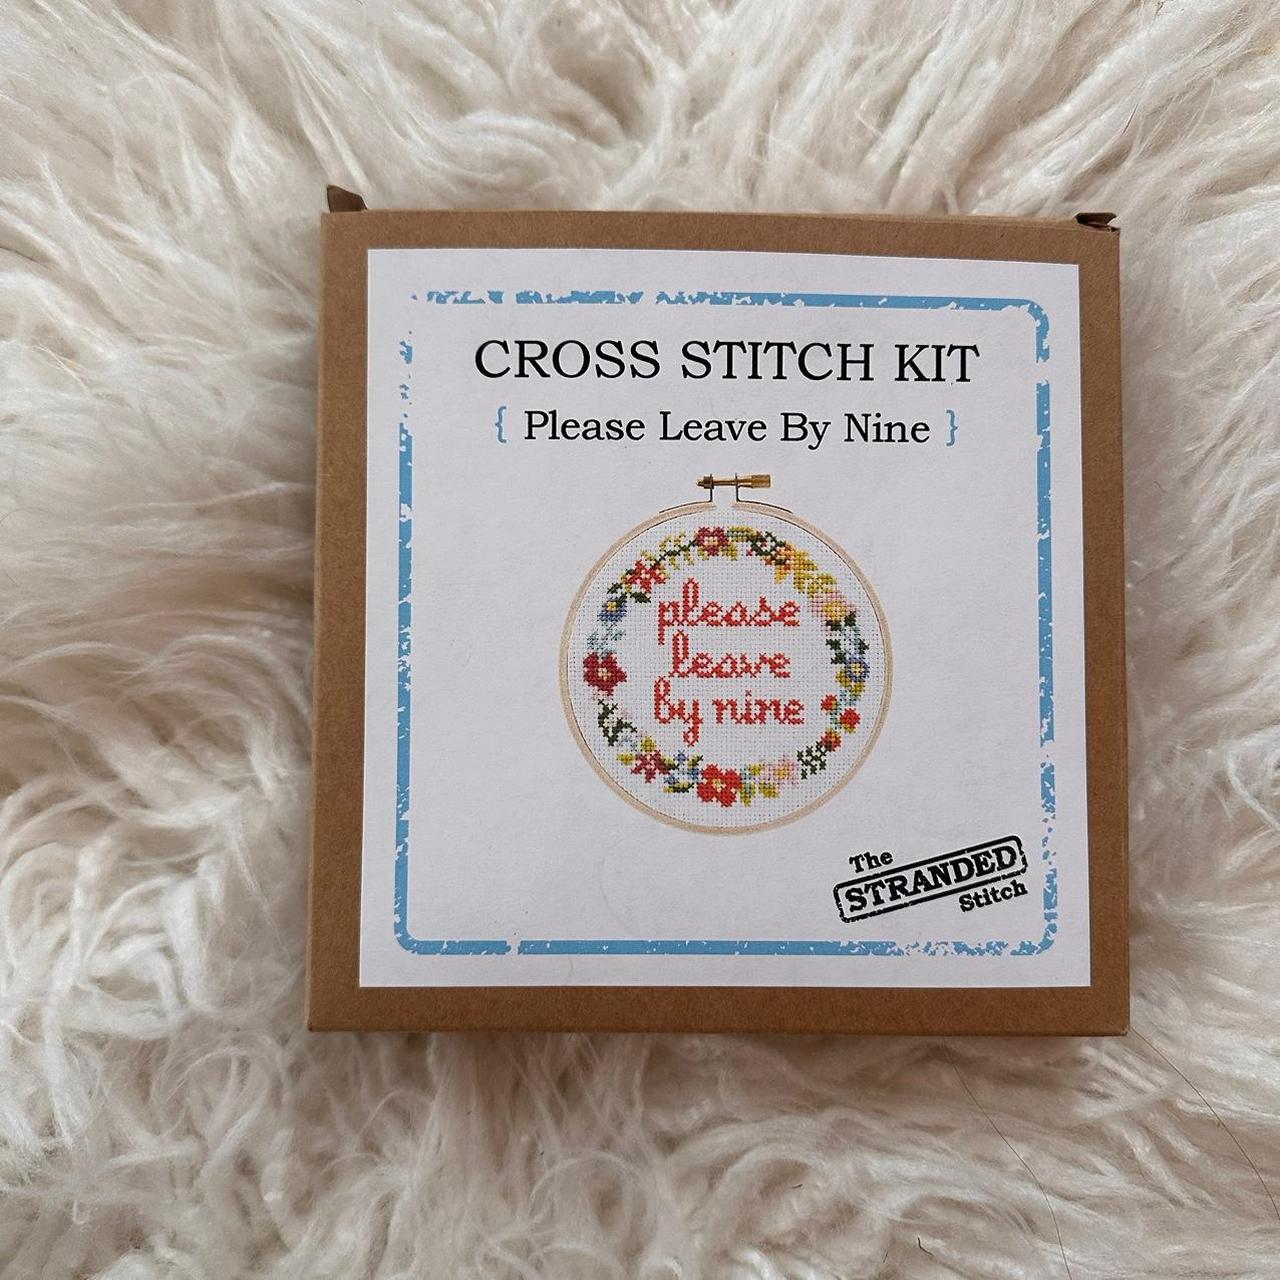 CROSS STITCH KIT
{ Please Leave By Nine }
please
leave
by nine
The
STRANDED
Stitch